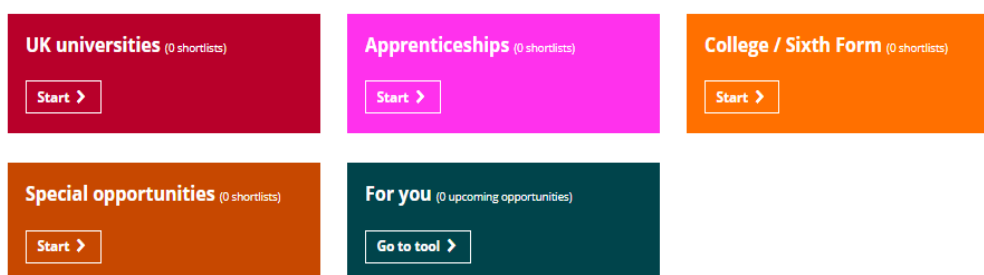 UK universities (0 shortlists)
Start
Apprenticeships (0 shortlists)
Start
College / Sixth Form (0 shortlists)
Start
Special opportunities (0 shortlists)
Start
For you (0 upcoming opportunities)
Go to tool